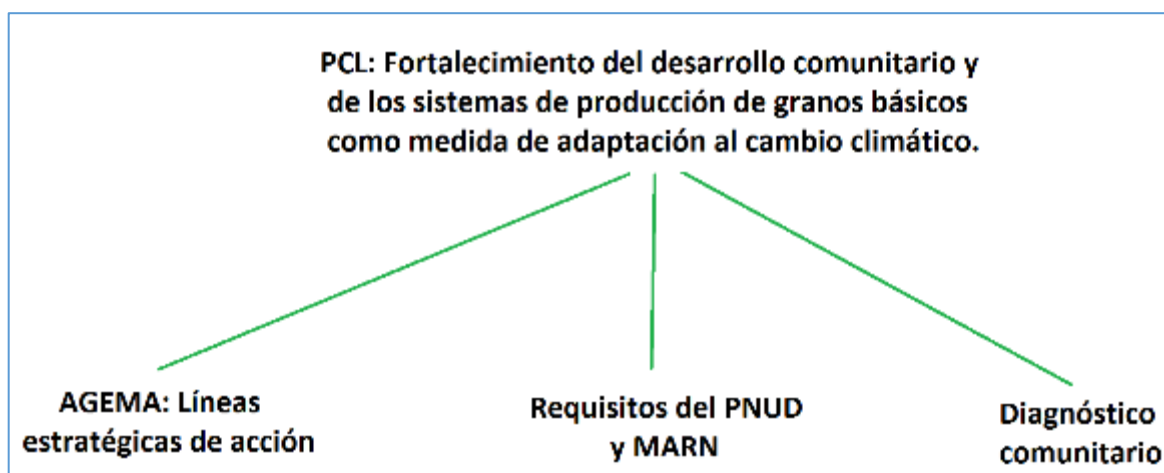 PCL: Fortalecimiento del desarrollo comunitario y
de los sistemas de producción de granos básicos
como medida de adaptación al cambio climático.
AGEMA: Líneas
estratégicas de acción
Requisitos del PNUD
y MARN
Diagnóstico
comunitario